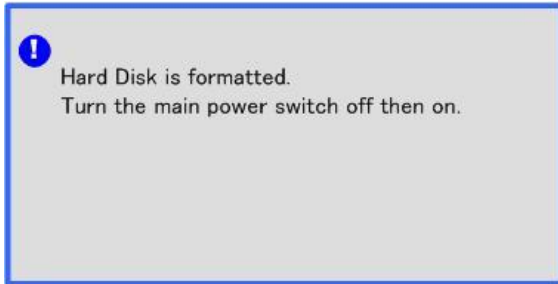 !
Hard Disk is formatted.
Turn the main power switch off then on.